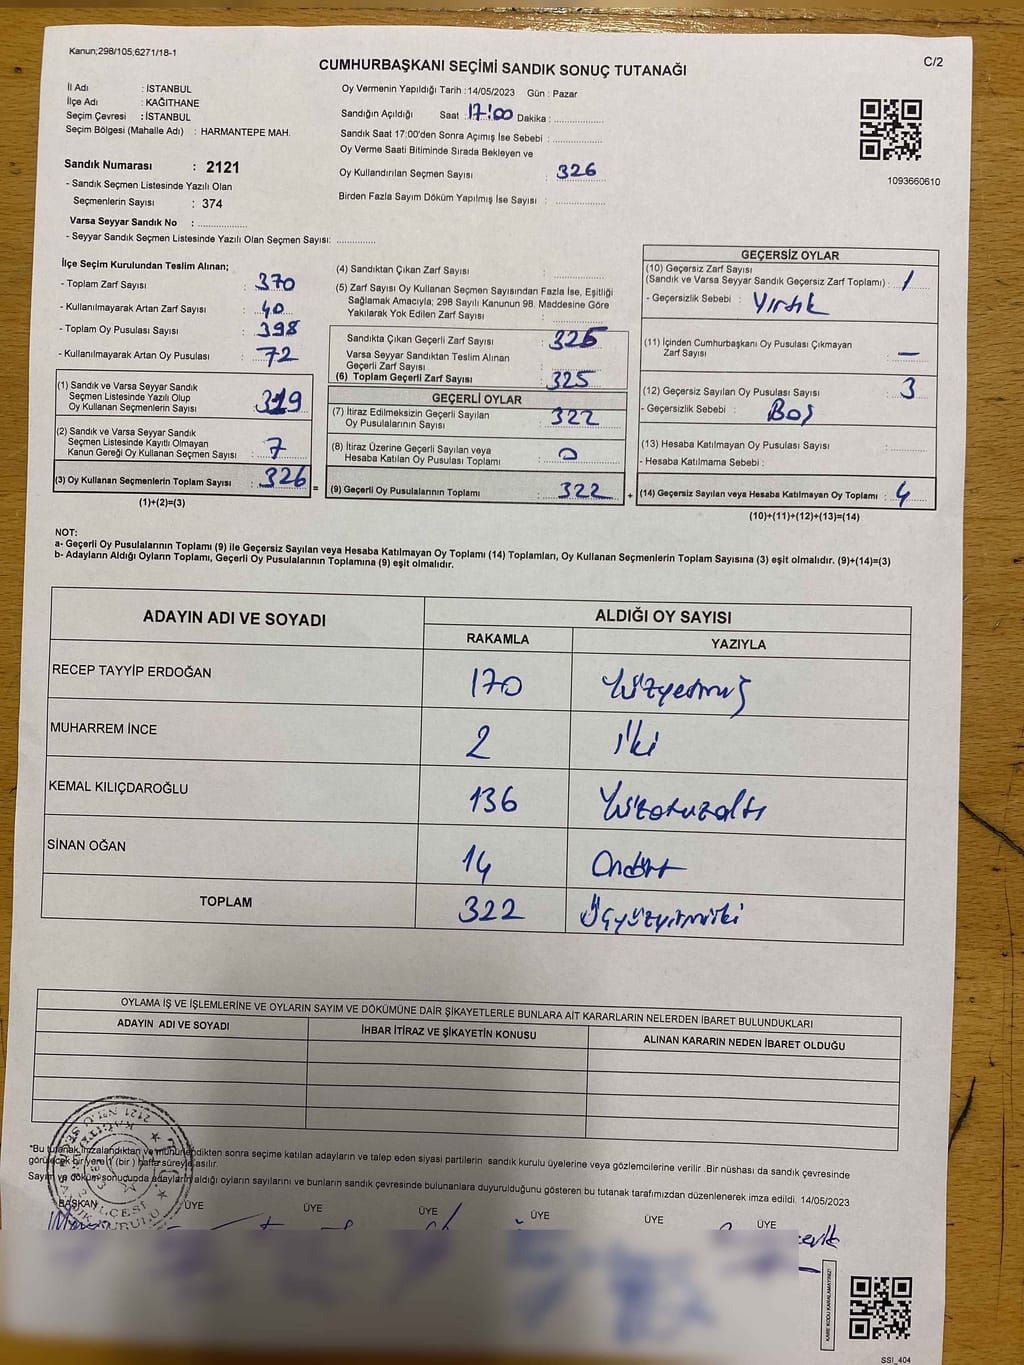 Kanun;298/105;6271/18-1
C/2
CUMHURBAŞKANI SEÇİMİ SANDIK SONUÇ TUTANAĞI
İl Adı : İSTANBUL
İlçe Adı : KAĞITHANE
Seçim Çevresi : İSTANBUL
Seçim Bölgesi (Mahalle Adı) : HARMANTEPE MAH.
Sandık Numarası : 2121
- Sandık Seçmen Listesinde Yazılı Olan
Seçmenlerin Sayısı : 374
Varsa Seyyar Sandık No :
- Seyyar Sandık Seçmen Listesinde Yazılı Olan Seçmen Sayısı:
Oy Vermenin Yapıldığı Tarih :14/05/2023 Gün : Pazar
Sandığın Açıldığı Saat : 17:00 Dakika :
Sandık Saat 17:00'den Sonra Açımış İse Sebebi :
Oy Verme Saati Bitiminde Sırada Bekleyen ve
Oy Kullandırılan Seçmen Sayısı : 326
Birden Fazla Sayım Döküm Yapılmış İse Sayısı :
1093660610
İlçe Seçim Kurulundan Teslim Alınan;
- Toplam Zarf Sayısı : 370
- Kullanılmayarak Artan Zarf Sayısı : 40
- Toplam Oy Pusulası Sayısı : 398
- Kullanılmayarak Artan Oy Pusulası : 72
(1) Sandık ve Varsa Seyyar Sandık
Seçmen Listesinde Yazılı Olup
Oy Kullanan Seçmenlerin Sayısı : 319
(2) Sandık ve Varsa Seyyar Sandık
Seçmen Listesinde Kayıtlı Olmayan
Kanun Gereği Oy Kullanan Seçmen Sayısı : 7
(3) Oy Kullanan Seçmenlerin Toplam Sayısı : 326
(1)+(2)=(3)
(4) Sandıktan Çıkan Zarf Sayısı :
(5) Zarf Sayısı Oy Kullanan Seçmen Sayısından Fazla İse, Eşitliği
Sağlamak Amacıyla; 298 Sayılı Kanunun 98. Maddesine Göre
Yakılarak Yok Edilen Zarf Sayısı :
Sandıkta Çıkan Geçerli Zarf Sayısı : 325
Varsa Seyyar Sandıktan Teslim Alınan
Geçerli Zarf Sayısı :
(6) Toplam Geçerli Zarf Sayısı : 325
GEÇERLİ OYLAR
(7) İtiraz Edilmeksizin Geçerli Sayılan
Oy Pusulalarının Sayısı : 322
(8) İtiraz Üzerine Geçerli Sayılan veya
Hesaba Katılan Oy Pusulası Toplamı : 0
= (9) Geçerli Oy Pusulalarının Toplamı : 322 +
GEÇERSİZ OYLAR
(10) Geçersiz Zarf Sayısı
(Sandık ve Varsa Seyyar Sandık Geçersiz Zarf Toplamı) : 1
- Geçersizlik Sebebi : Yırtık
(11) İçinden Cumhurbaşkanı Oy Pusulası Çıkmayan
Zarf Sayısı : —
(12) Geçersiz Sayılan Oy Pusulası Sayısı : 3
- Geçersizlik Sebebi : Boş
(13) Hesaba Katılmayan Oy Pusulası Sayısı :
- Hesaba Katılmama Sebebi :
(14) Geçersiz Sayılan veya Hesaba Katılmayan Oy Toplamı : 4
(10)+(11)+(12)+(13)=(14)
NOT:
a- Geçerli Oy Pusulalarının Toplamı (9) ile Geçersiz Sayılan veya Hesaba Katılmayan Oy Toplamı (14) Toplamları, Oy Kullanan Seçmenlerin Toplam Sayısına (3) eşit olmalıdır. (9)+(14)=(3)
b- Adayların Aldığı Oyların Toplamı, Geçerli Oy Pusulalarının Toplamına (9) eşit olmalıdır.
ADAYIN ADI VE SOYADI
ALDIĞI OY SAYISI
RAKAMLA YAZIYLA
RECEP TAYYİP ERDOĞAN 170 Yüzyetmiş
MUHARREM İNCE 2 İki
KEMAL KILIÇDAROĞLU 136 Yüzotuzaltı
SİNAN OĞAN 14 Ondört
TOPLAM 322 Üçyüzyirmiiki
OYLAMA İŞ VE İŞLEMLERİNE VE OYLARIN SAYIM VE DÖKÜMÜNE DAİR ŞİKAYETLERLE BUNLARA AİT KARARLARIN NELERDEN İBARET BULUNDUKLARI
ADAYIN ADI VE SOYADI İHBAR İTİRAZ VE ŞİKAYETİN KONUSU ALINAN KARARIN NEDEN İBARET OLDUĞU
*Bu tutanak imzalandıktan ve mühürlendikten sonra seçime katılan adayların ve talep eden siyasi partilerin sandık kurulu üyelerine veya gözlemcilerine verilir .Bir nüshası da sandık çevresinde
görülecek bir yere 1 (bir ) hafta süreyle asılır.
Sayım ve döküm sonucunda adayların aldığı oyların sayılarını ve bunların sandık çevresinde bulunanlara duyurulduğunu gösteren bu tutanak tarafımızdan düzenlenerek imza edildi. 14/05/2023
BAŞKAN ÜYE ÜYE ÜYE ÜYE ÜYE ÜYE
SSI_404